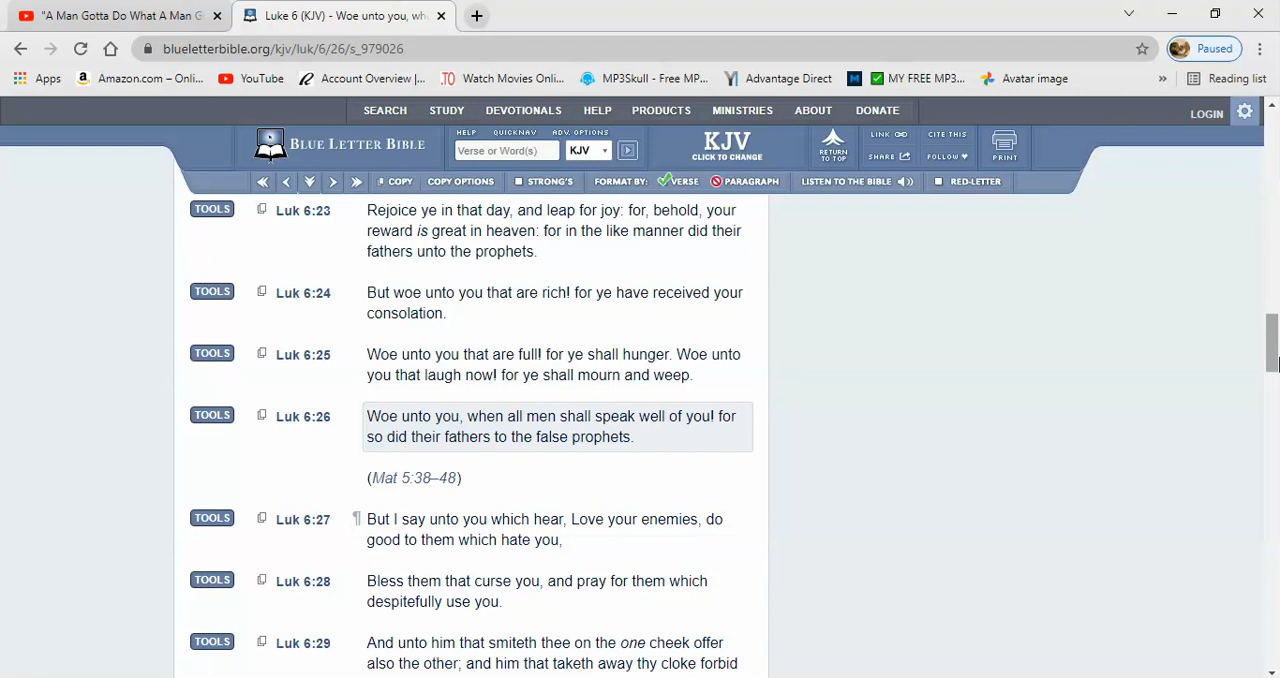 "A Man Gotta Do What A Man G
Luke 6 (KJV) - Woe unto you, wh
blueletterbible.org/kjv/luk/6/26/s_979026
Paused
Apps
Amazon.com – Onli...
YouTube
Account Overview |...
Watch Movies Onlin...
MP3Skull - Free MP...
Advantage Direct
MY FREE MP3...
Avatar image
»
Reading list
SEARCH STUDY DEVOTIONALS HELP PRODUCTS MINISTRIES ABOUT DONATE
LOGIN
BLUE LETTER BIBLE
HELP QUICKNAV ADV. OPTIONS
Verse or Word(s)
KJV
KJV
CLICK TO CHANGE
RETURN
TO TOP
LINK
CITE THIS
SHARE
FOLLOW
PRINT
COPY COPY OPTIONS STRONG'S FORMAT BY: VERSE PARAGRAPH LISTEN TO THE BIBLE RED-LETTER
TOOLS Luk 6:23 Rejoice ye in that day, and leap for joy: for, behold, your
reward is great in heaven: for in the like manner did their
fathers unto the prophets.
TOOLS Luk 6:24 But woe unto you that are rich! for ye have received your
consolation.
TOOLS Luk 6:25 Woe unto you that are full! for ye shall hunger. Woe unto
you that laugh now! for ye shall mourn and weep.
TOOLS Luk 6:26 Woe unto you, when all men shall speak well of you! for
so did their fathers to the false prophets.
(Mat 5:38–48)
TOOLS Luk 6:27 ¶ But I say unto you which hear, Love your enemies, do
good to them which hate you,
TOOLS Luk 6:28 Bless them that curse you, and pray for them which
despitefully use you.
TOOLS Luk 6:29 And unto him that smiteth thee on the one cheek offer
also the other; and him that taketh away thy cloke forbid